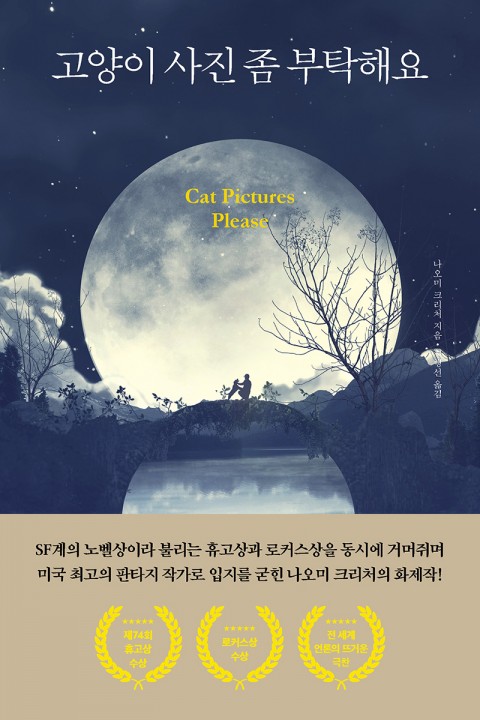 고양이 사진 좀 부탁해요
Cat Pictures
Please
나오미 크리처 지음
옮김
SF계의 노벨상이라 불리는 휴고상과 로커스상을 동시에 거머쥐며
미국 최고의 판타지 작가로 입지를 굳힌 나오미 크리처의 화제작!
★★★★★
제74회
휴고상
수상
★★★★★
로커스상
수상
★★★★★
전 세계
언론의 뜨거운
극찬